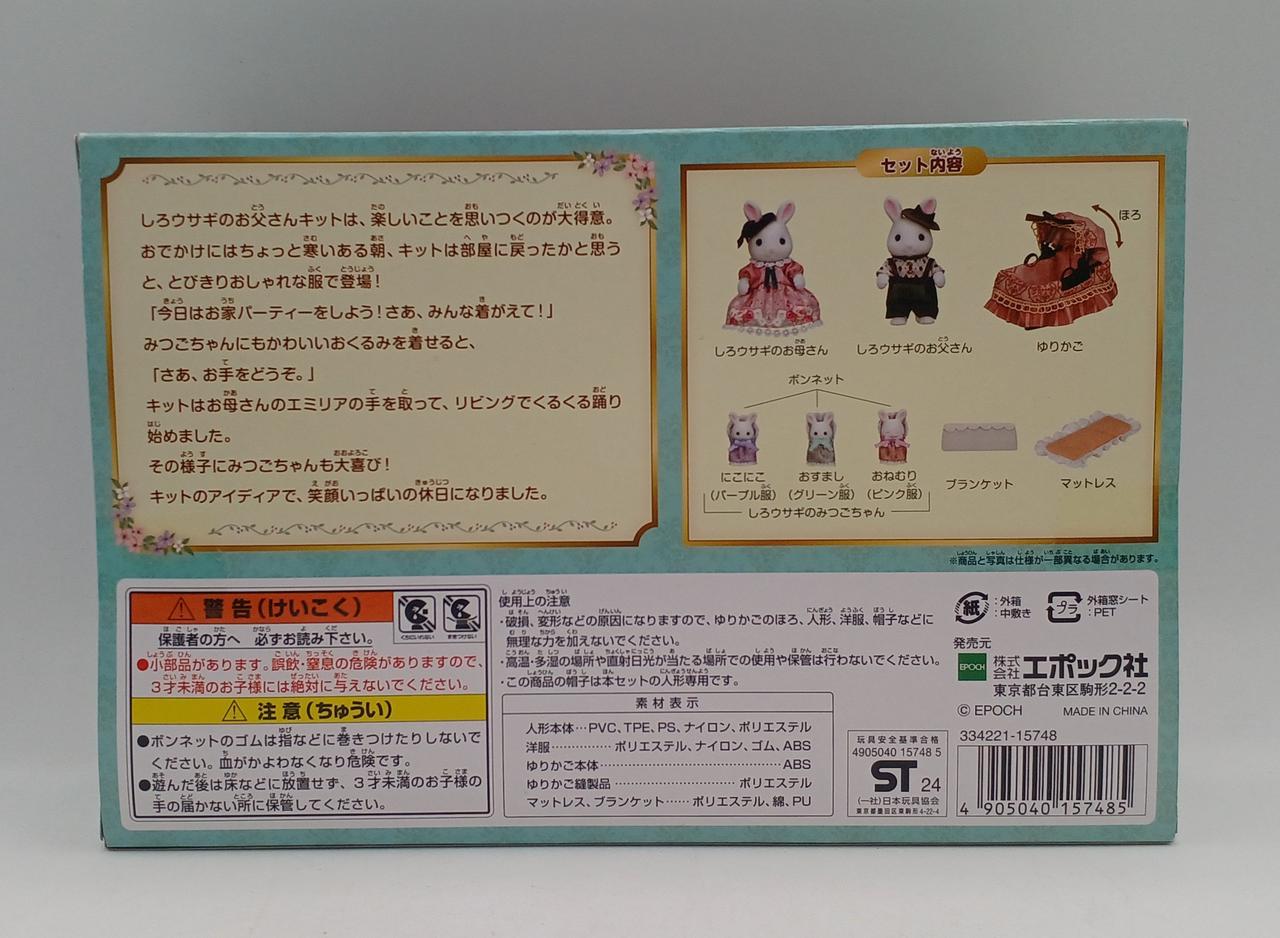 しろウサギのお父さんキットは、楽しいことを思いつくのが大得意。
おでかけにはちょっと寒いある朝、キットは部屋に戻ったかと思う
と、とびきりおしゃれな服で登場!
「今日はお家パーティーをしよう!さあ、みんな着がえて!」
みつごちゃんにもかわいいおくるみを着せると、
「さあ、お手をどうぞ。」
キットはお母さんのエミリアの手を取って、リビングでくるくる踊り
始めました。
その様子にみつごちゃんも大喜び!
キットのアイディアで、笑顔いっぱいの休日になりました。
セット内容
ほろ
しろウサギのお母さん
しろウサギのお父さん
ゆりかご
ボンネット
にこにこ
(パープル服)
おすまし
(グリーン服)
おねむり
(ピンク服)
しろウサギのみつごちゃん
ブランケット
マットレス
※商品と写真は仕様が一部異なる場合があります。
警告(けいこく)
保護者の方へ 必ずお読み下さい。
●小部品があります。誤飲・窒息の危険がありますので、
3才未満のお子様には絶対に与えないでください。
注意(ちゅうい)
●ボンネットのゴムは指などに巻きつけたりしないで
ください。血がかよわなくなり危険です。
●遊んだ後は床などに放置せず、3才未満のお子様の
手の届かない所に保管してください。
使用上の注意
・破損、変形などの原因になりますので、ゆりかごのほろ、人形、洋服、帽子などに
無理な力を加えないでください。
・高温・多湿の場所や直射日光が当たる場所での使用や保管は行わないでください。
・この商品の帽子は本セットの人形専用です。
素材表示
人形本体…PVC、TPE、PS、ナイロン、ポリエステル
洋服…………ポリエステル、ナイロン、ゴム、ABS
ゆりかご本体……………………………ABS
ゆりかご縫製品…………………ポリエステル
マットレス、ブランケット……ポリエステル、綿、PU
紙
:外箱
:中敷き
プラ
外箱窓シート
:PET
発売元
EPOCH
株式会社エポック社
東京都台東区駒形2-2-2
© EPOCH MADE IN CHINA
334221-15748
玩具安全基準合格
4905040 15748 5
ST 24
(一社)日本玩具協会
東京都墨田区東駒形4-22-4
4 905040 157485